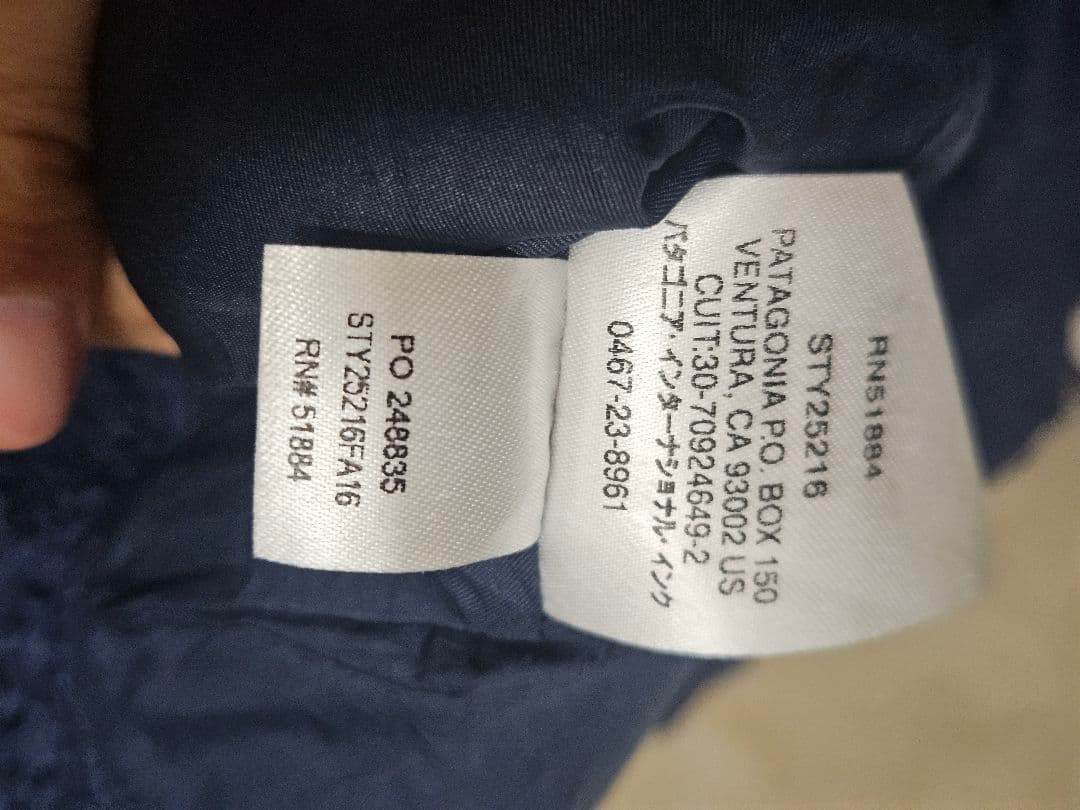 RN51884
STY25216
PATAGONIA P.O. BOX 150
VENTURA, CA 93002 US
CUIT:30-70924649-2
パタゴニア・インターナショナル・インク
0467-23-8961
PO 248835
STY25216FA16
RN# 51884